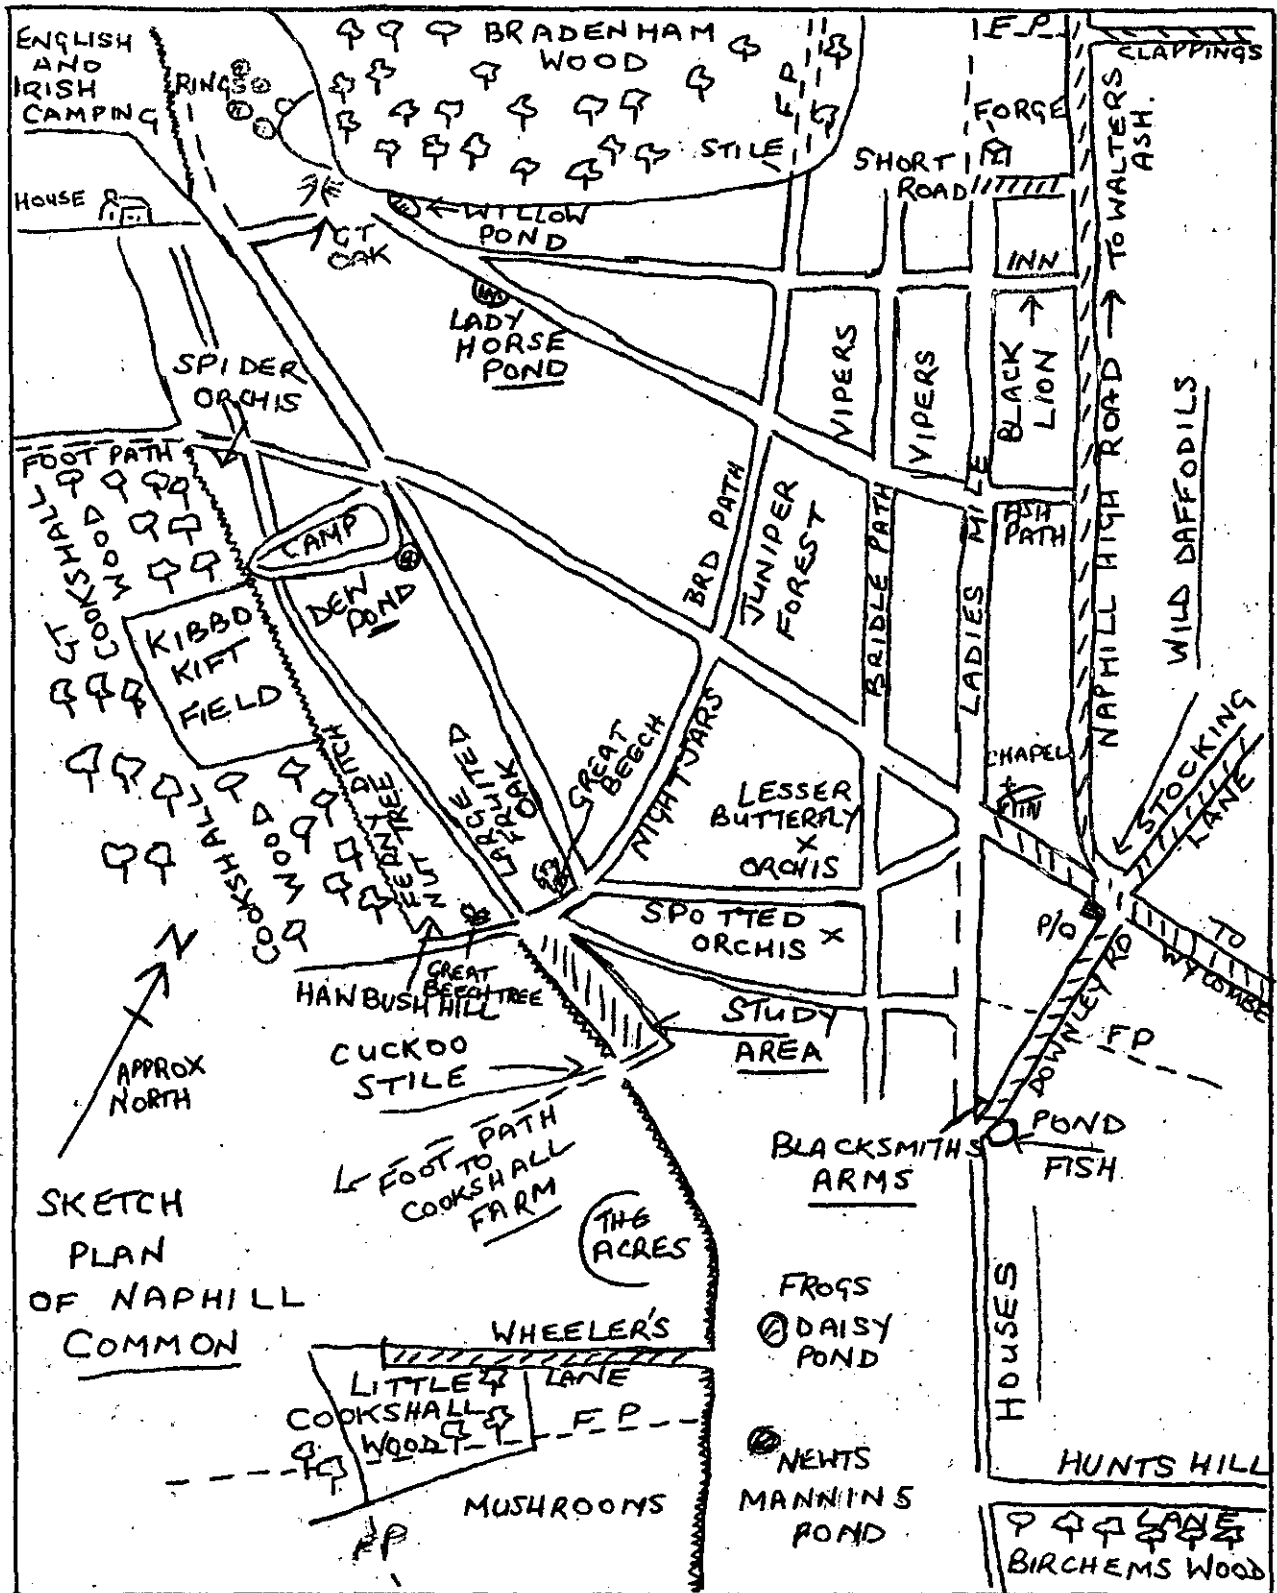 ENGLISH
AND
IRISH
CAMPING
RINGS
BRADENHAM
WOOD
STILE
F P
F P
CLAPPINGS
FORGE
SHORT
ROAD
TO WALTERS
ASH.
HOUSE
GT
OAK
WILLOW
POND
LADY
HORSE
POND
INN
BLACK
LION
VIPERS
VIPERS
SPIDER
ORCHIS
FOOT PATH
GT COOKSHALL
WOOD
CAMP
DEW
POND
KIBBO
KIFT
FIELD
BRD PATH
JUNIPER
FOREST
BRIDLE PATH
LADIES MILE
ASH
PATH
NAPHILL HIGH ROAD
WILD DAFFODILS
STOCKING
LANE
CHAPEL
COOKSHALL
WOOD
DITCH
NUT TREE
LARGE
FRUITED
OAK
GREAT
BEECH
NIGHTJARS
LESSER
BUTTERFLY
X
ORCHIS
SPOTTED
ORCHIS X
P/O
TO
WYCOMBE
DOWNLEY RD
FP
N
APPROX
NORTH
HANBUSH HILL
GREAT
BEECH TREE
STUDY
AREA
CUCKOO
STILE
FOOT PATH
TO
COOKSHALL
FARM
BLACKSMITHS
ARMS
POND
FISH
SKETCH
PLAN
OF NAPHILL
COMMON
THE
ACRES
FROGS
DAISY
POND
HOUSES
WHEELER'S
LANE
LITTLE
COOKSHALL
WOOD
F P
FP
MUSHROOMS
NEWTS
MANNINS
POND
HUNTS HILL
LANE
BIRCHEMS WOOD